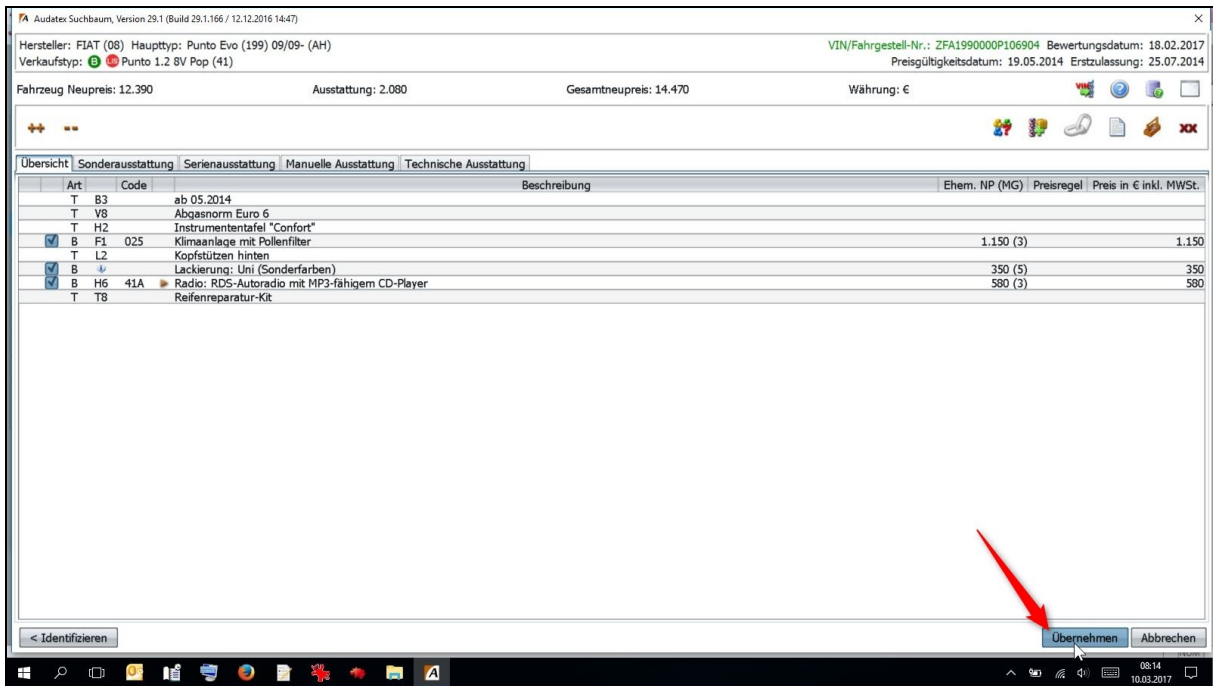 Audatex Suchbaum, Version 29.1 (Build 29.1.166 / 12.12.2016 14:47)
Hersteller: FIAT (08) Haupttyp: Punto Evo (199) 09/09- (AH) VIN/Fahrgestell-Nr.: ZFA1990000P106904 Bewertungsdatum: 18.02.2017
Verkaufstyp: B US Punto 1.2 8V Pop (41) Preisgültigkeitsdatum: 19.05.2014 Erstzulassung: 25.07.2014
Fahrzeug Neupreis: 12.390 Ausstattung: 2.080 Gesamtneupreis: 14.470 Währung: € VIN
++ -- XX
Übersicht Sonderausstattung Serienausstattung Manuelle Ausstattung Technische Ausstattung
Art Code Beschreibung Ehem. NP (MG) Preisregel Preis in € inkl. MWSt.
T B3 ab 05.2014
T V8 Abgasnorm Euro 6
T H2 Instrumententafel "Confort"
B F1 025 Klimaanlage mit Pollenfilter 1.150 (3) 1.150
T L2 Kopfstützen hinten
B Lackierung: Uni (Sonderfarben) 350 (5) 350
B H6 41A Radio: RDS-Autoradio mit MP3-fähigem CD-Player 580 (3) 580
T T8 Reifenreparatur-Kit
< Identifizieren Übernehmen Abbrechen
08:14
10.03.2017